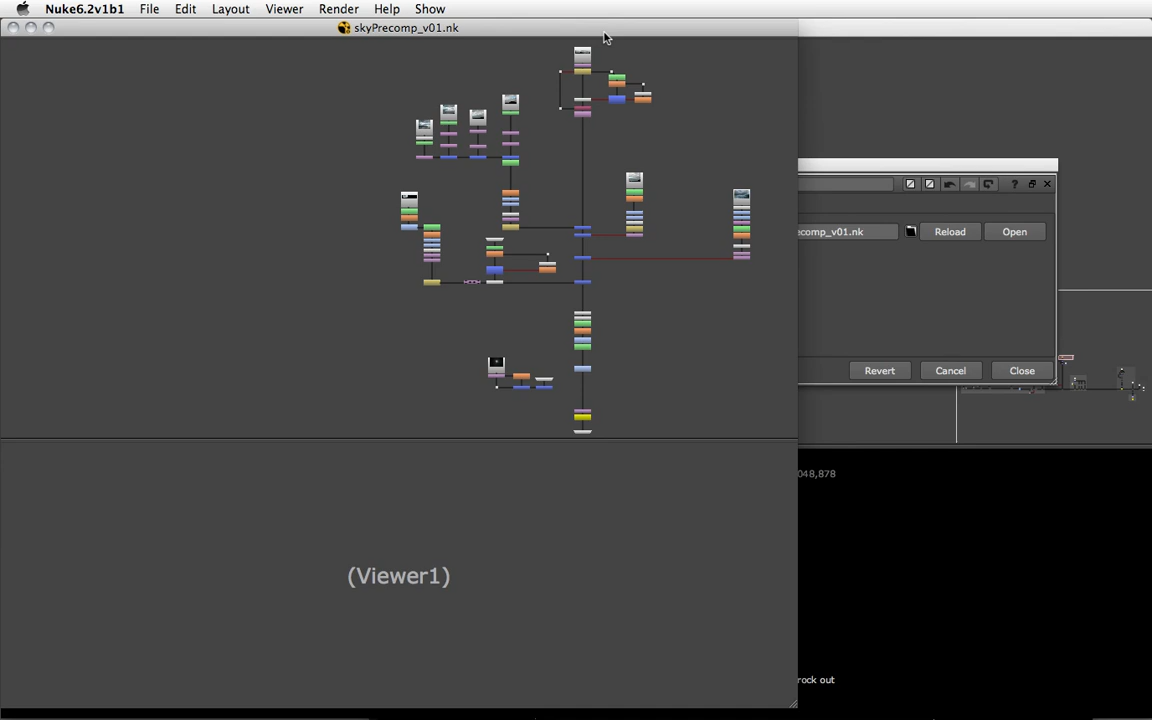 Nuke6.2v1b1 File Edit Layout Viewer Render Help Show
skyPrecomp_v01.nk
?
ecomp_v01.nk Reload Open
Revert Cancel Close
048,878
(Viewer1)
rock out